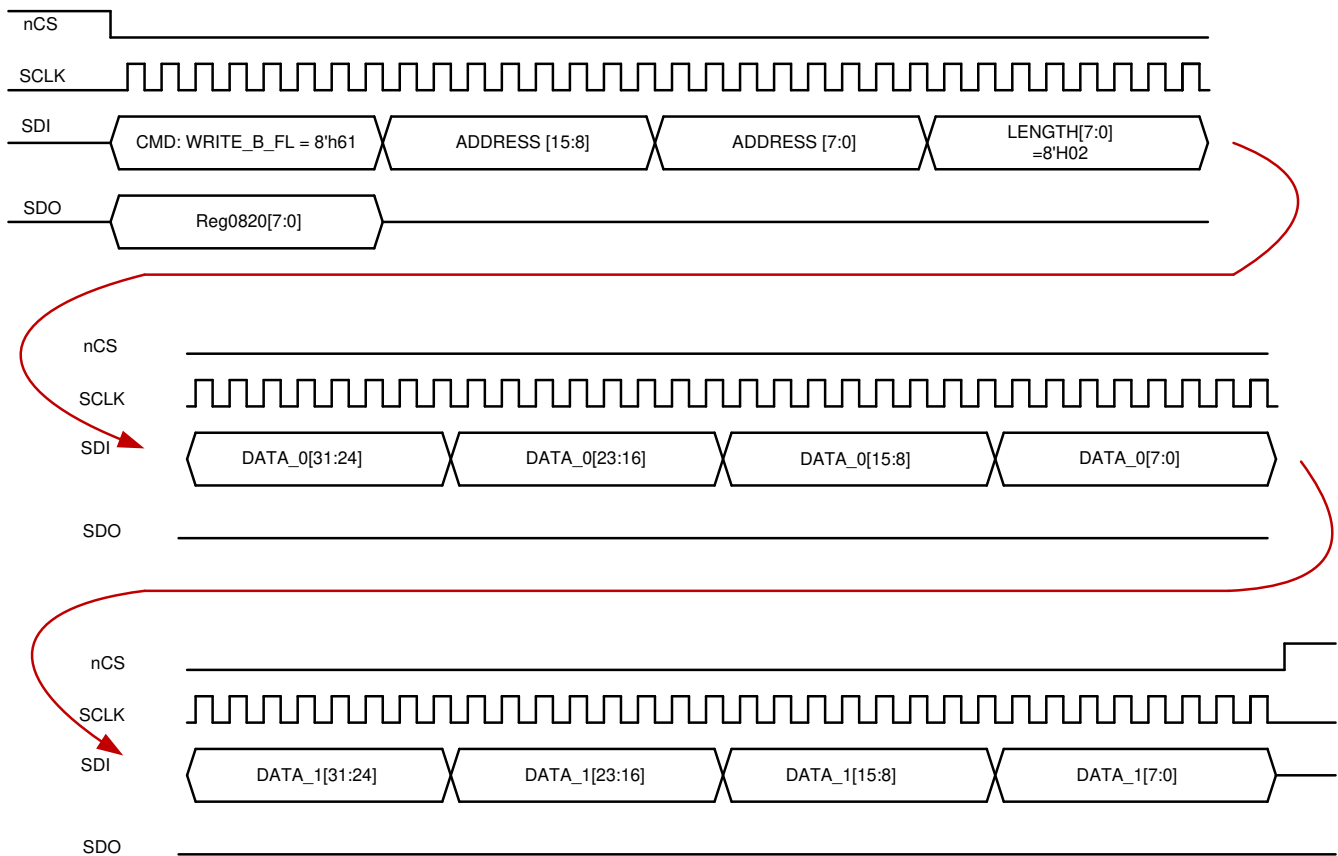 nCS
SCLK
SDI
CMD: WRITE_B_FL = 8'h61
ADDRESS [15:8]
ADDRESS [7:0]
LENGTH[7:0]
=8'H02
SDO
Reg0820[7:0]
nCS
SCLK
SDI
DATA_0[31:24]
DATA_0[23:16]
DATA_0[15:8]
DATA_0[7:0]
SDO
nCS
SCLK
SDI
DATA_1[31:24]
DATA_1[23:16]
DATA_1[15:8]
DATA_1[7:0]
SDO